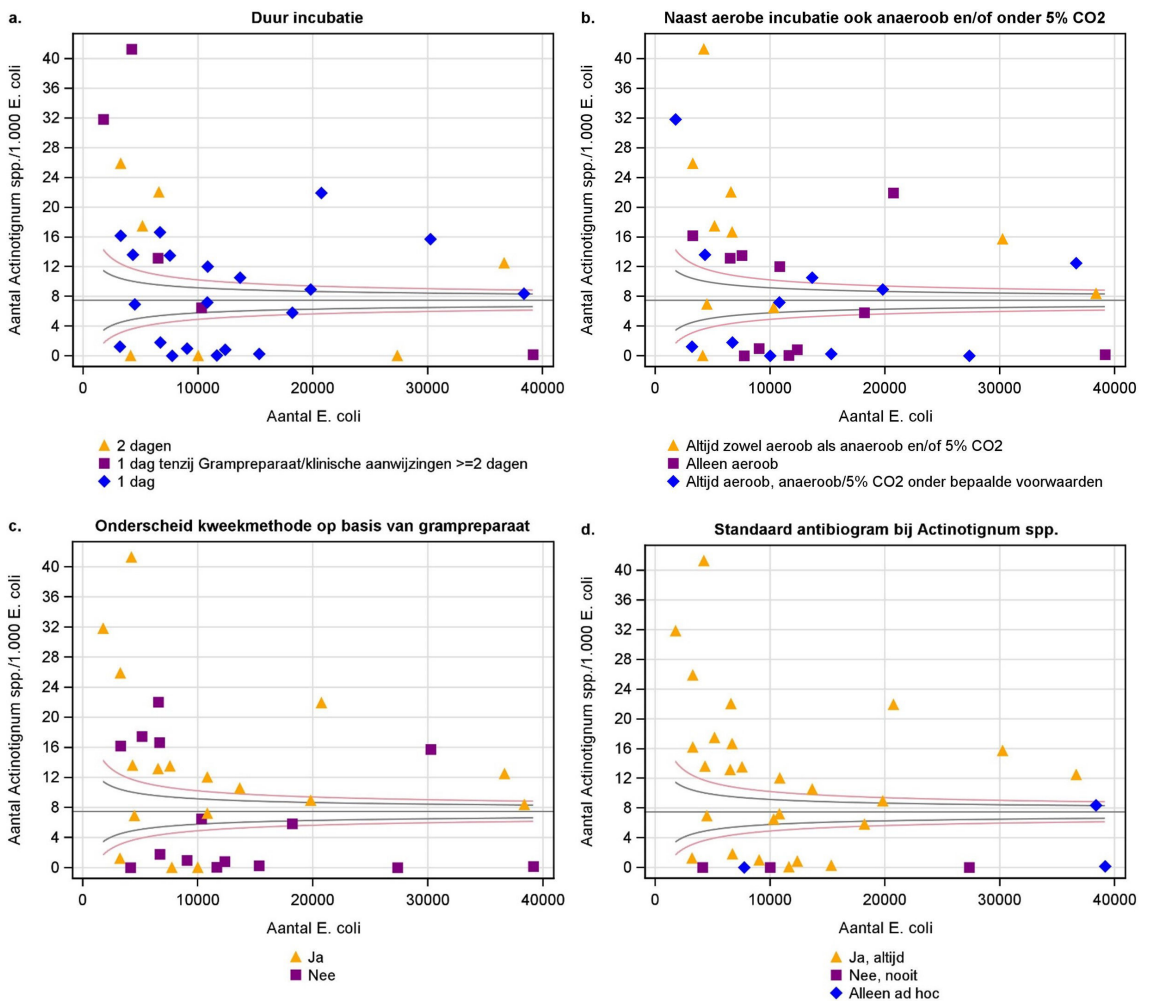 a. Duur incubatie
Aantal Actinotignum spp./1.000 E. coli
40
36
32
28
24
20
16
12
8
4
0
0 10000 20000 30000 40000
Aantal E. coli
2 dagen
1 dag tenzij Grampreparaat/klinische aanwijzingen >=2 dagen
1 dag
b. Naast aerobe incubatie ook anaeroob en/of onder 5% CO2
Aantal Actinotignum spp./1.000 E. coli
40
36
32
28
24
20
16
12
8
4
0
0 10000 20000 30000 40000
Aantal E. coli
Altijd zowel aeroob als anaeroob en/of 5% CO2
Alleen aeroob
Altijd aeroob, anaeroob/5% CO2 onder bepaalde voorwaarden
c. Onderscheid kweekmethode op basis van grampreparaat
Aantal Actinotignum spp./1.000 E. coli
40
36
32
28
24
20
16
12
8
4
0
0 10000 20000 30000 40000
Aantal E. coli
Ja
Nee
d. Standaard antibiogram bij Actinotignum spp.
Aantal Actinotignum spp./1.000 E. coli
40
36
32
28
24
20
16
12
8
4
0
0 10000 20000 30000 40000
Aantal E. coli
Ja, altijd
Nee, nooit
Alleen ad hoc